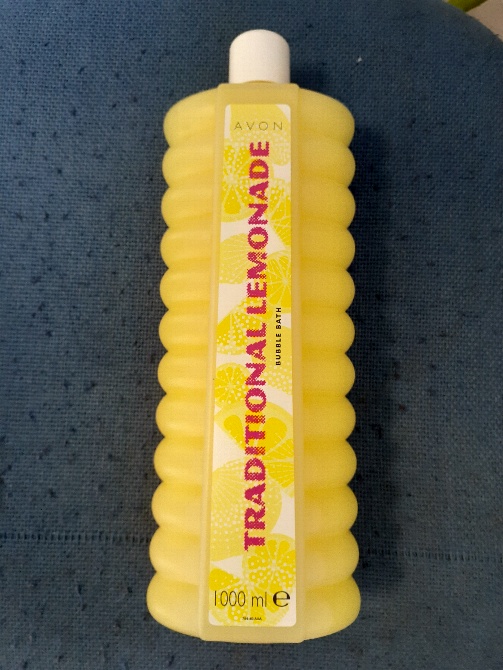 AVON
TRADITIONAL LEMONADE
BUBBLE BATH
1000 ml ℮